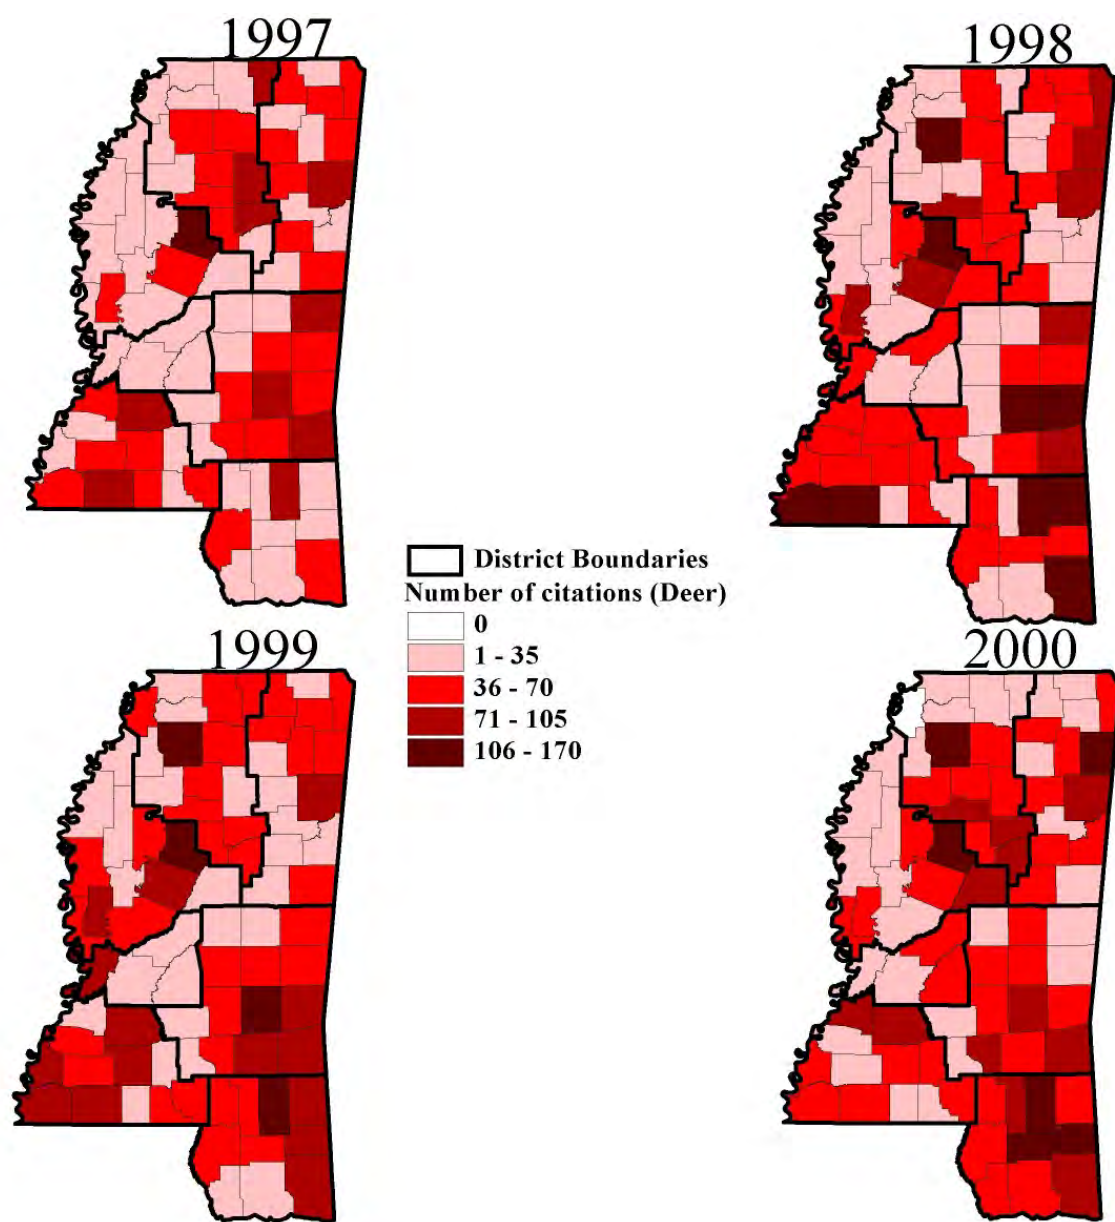 1997
1998
District Boundaries
Number of citations (Deer)
0
1 - 35
36 - 70
71 - 105
106 - 170
1999
2000